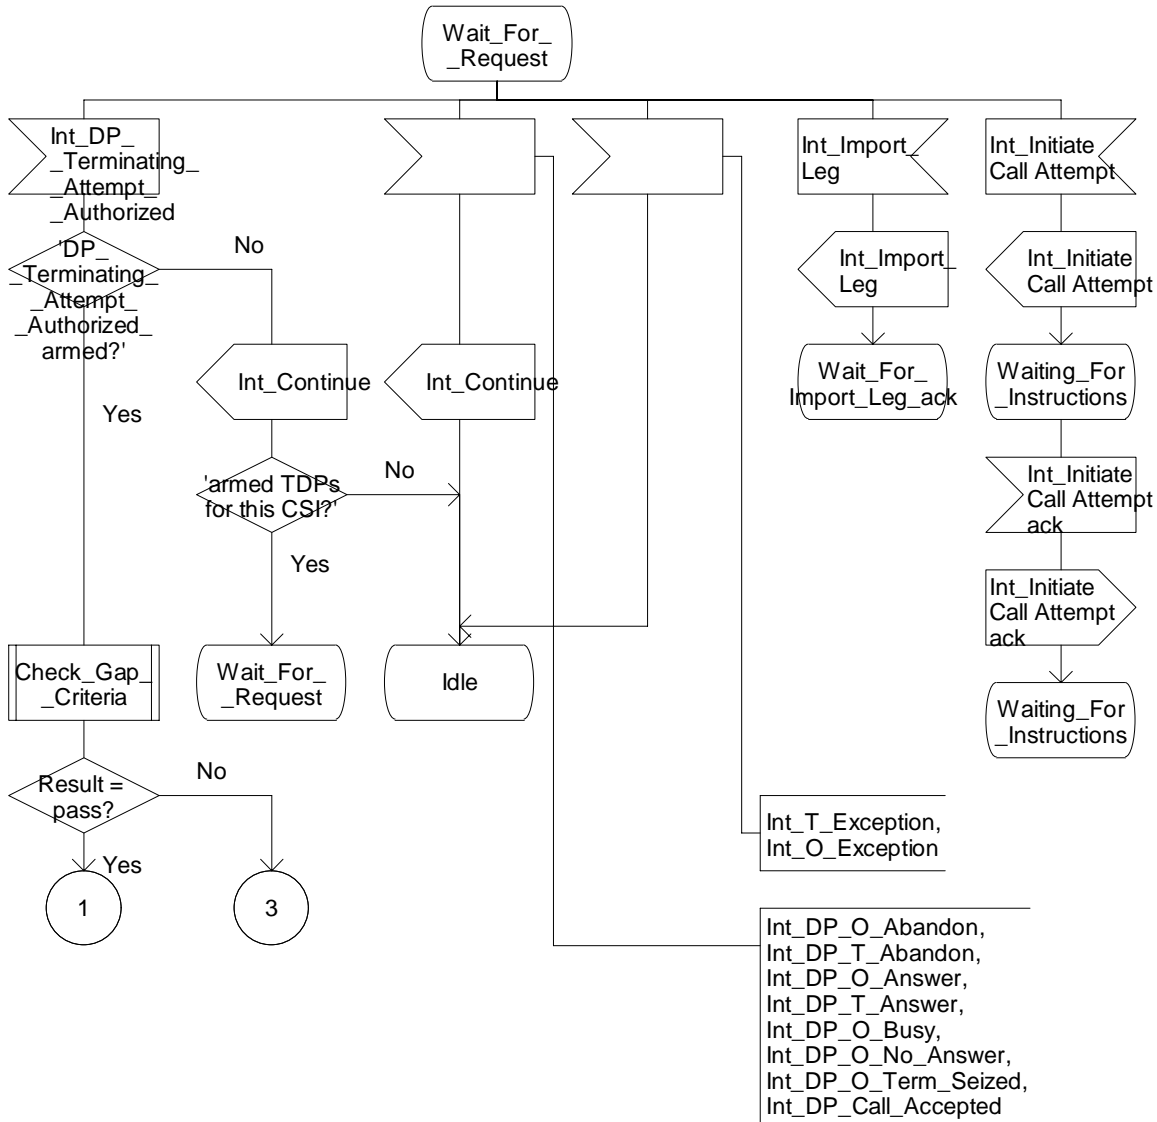 Wait_For_
_Request
Int_DP_
_Terminating_
_Attempt_
_Authorized
Int_Import_
Leg
Int_Initiate
Call Attempt
'DP_
_Terminating_
_Attempt_
_Authorized_
armed?'
No
Int_Import_
Leg
Int_Initiate
Call Attempt
Yes
Int_Continue
Int_Continue
Wait_For_
Import_Leg_ack
Waiting_For
_Instructions
'armed TDPs
for this CSI?'
No
Yes
Int_Initiate
Call Attempt
ack
Int_Initiate
Call Attempt
ack
Check_Gap_
_Criteria
Wait_For_
_Request
Idle
Waiting_For
_Instructions
Result =
pass?
No
Yes
1
3
Int_T_Exception,
Int_O_Exception
Int_DP_O_Abandon,
Int_DP_T_Abandon,
Int_DP_O_Answer,
Int_DP_T_Answer,
Int_DP_O_Busy,
Int_DP_O_No_Answer,
Int_DP_O_Term_Seized,
Int_DP_Call_Accepted